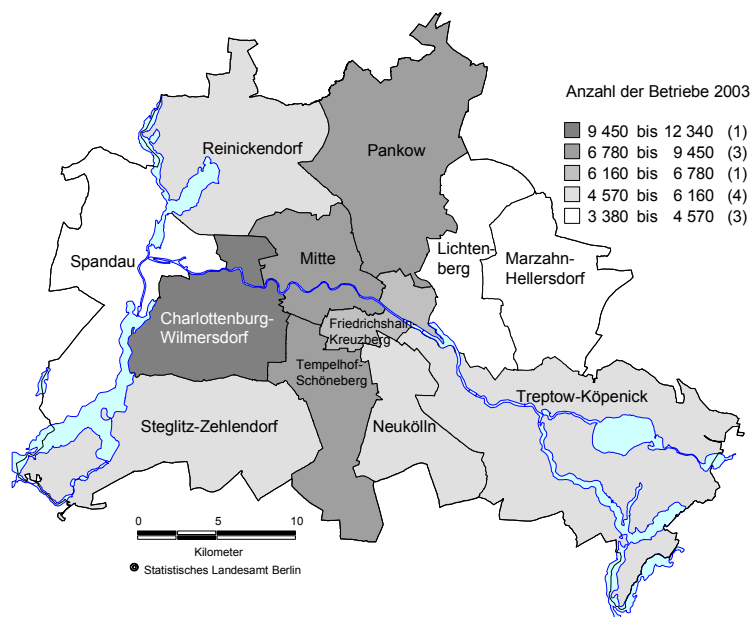 Anzahl der Betriebe 2003
9 450 bis 12 340 (1)
6 780 bis 9 450 (3)
6 160 bis 6 780 (1)
4 570 bis 6 160 (4)
3 380 bis 4 570 (3)
Reinickendorf
Pankow
Spandau
Mitte
Lichten-
berg
Marzahn-
Hellersdorf
Charlottenburg-
Wilmersdorf
Friedrichshain-
Kreuzberg
Tempelhof-
Schöneberg
Treptow-Köpenick
Steglitz-Zehlendorf
Neukölln
0 5 10
Kilometer
Statistisches Landesamt Berlin